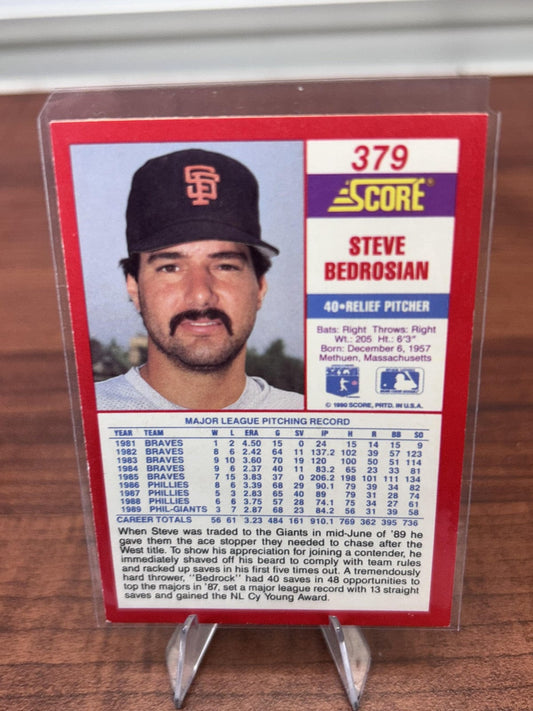 SF
379
SCORE®
STEVE
BEDROSIAN
40•RELIEF PITCHER
Bats: Right Throws: Right
Wt.: 205 Ht.: 6'3"
Born: December 6, 1957
Methuen, Massachusetts
© 1990 SCORE, PRTD. IN U.S.A.
MAJOR LEAGUE PITCHING RECORD
YEAR TEAM W L ERA G SV IP H R BB SO
1981 BRAVES 1 2 4.50 15 0 24 15 14 15 9
1982 BRAVES 8 6 2.42 64 11 137.2 102 39 57 123
1983 BRAVES 9 10 3.60 70 19 120 100 50 51 114
1984 BRAVES 9 6 2.37 40 11 83.2 65 23 33 81
1985 BRAVES 7 15 3.83 37 0 206.2 198 101 111 134
1986 PHILLIES 8 6 3.39 68 29 90.1 79 39 34 82
1987 PHILLIES 5 3 2.83 65 40 89 79 31 28 74
1988 PHILLIES 6 6 3.75 57 28 74.1 75 34 27 61
1989 PHIL-GIANTS 3 7 2.87 68 23 84.2 56 31 39 58
CAREER TOTALS 56 61 3.23 484 161 910.1 769 362 395 736
When Steve was traded to the Giants in mid-June of '89 he
gave them the ace stopper they needed to chase after the
West title. To show his appreciation for joining a contender, he
immediately shaved off his beard to comply with team rules
and racked up saves in his first five times out. A tremendously
hard thrower, "Bedrock" had 40 saves in 48 opportunities to
top the majors in '87, set a major league record with 13 straight
saves and gained the NL Cy Young Award.